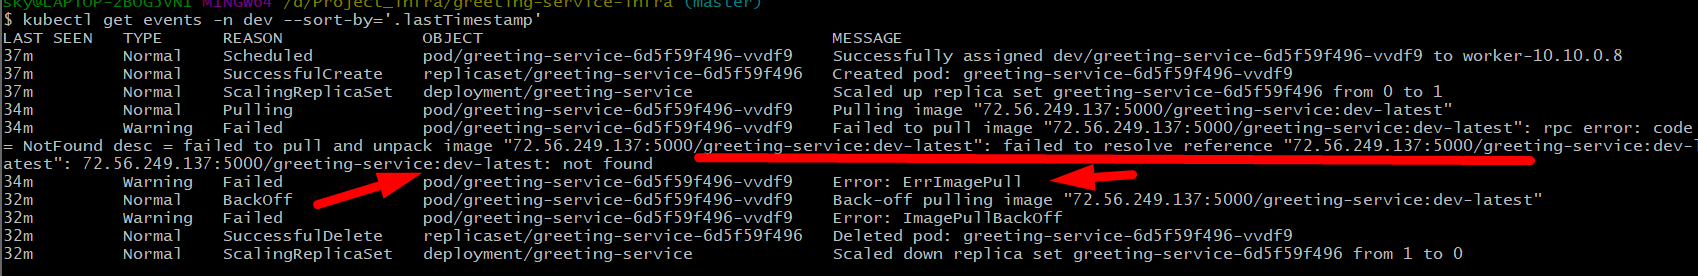 sky@LAPTOP-2BOG5VN1 MINGW64 /d/Project_infra/greeting-service-infra (master)
$ kubectl get events -n dev --sort-by='.lastTimestamp'
LAST SEEN   TYPE      REASON              OBJECT                                   MESSAGE
37m         Normal    Scheduled           pod/greeting-service-6d5f59f496-vvdf9    Successfully assigned dev/greeting-service-6d5f59f496-vvdf9 to worker-10.10.0.8
37m         Normal    SuccessfulCreate    replicaset/greeting-service-6d5f59f496   Created pod: greeting-service-6d5f59f496-vvdf9
37m         Normal    ScalingReplicaSet   deployment/greeting-service              Scaled up replica set greeting-service-6d5f59f496 from 0 to 1
34m         Normal    Pulling             pod/greeting-service-6d5f59f496-vvdf9    Pulling image "72.56.249.137:5000/greeting-service:dev-latest"
34m         Warning   Failed              pod/greeting-service-6d5f59f496-vvdf9    Failed to pull image "72.56.249.137:5000/greeting-service:dev-latest": rpc error: code
= NotFound desc = failed to pull and unpack image "72.56.249.137:5000/greeting-service:dev-latest": failed to resolve reference "72.56.249.137:5000/greeting-service:dev-l
atest": 72.56.249.137:5000/greeting-service:dev-latest: not found
34m         Warning   Failed              pod/greeting-service-6d5f59f496-vvdf9    Error: ErrImagePull
32m         Normal    BackOff             pod/greeting-service-6d5f59f496-vvdf9    Back-off pulling image "72.56.249.137:5000/greeting-service:dev-latest"
32m         Warning   Failed              pod/greeting-service-6d5f59f496-vvdf9    Error: ImagePullBackOff
32m         Normal    SuccessfulDelete    replicaset/greeting-service-6d5f59f496   Deleted pod: greeting-service-6d5f59f496-vvdf9
32m         Normal    ScalingReplicaSet   deployment/greeting-service              Scaled down replica set greeting-service-6d5f59f496 from 1 to 0